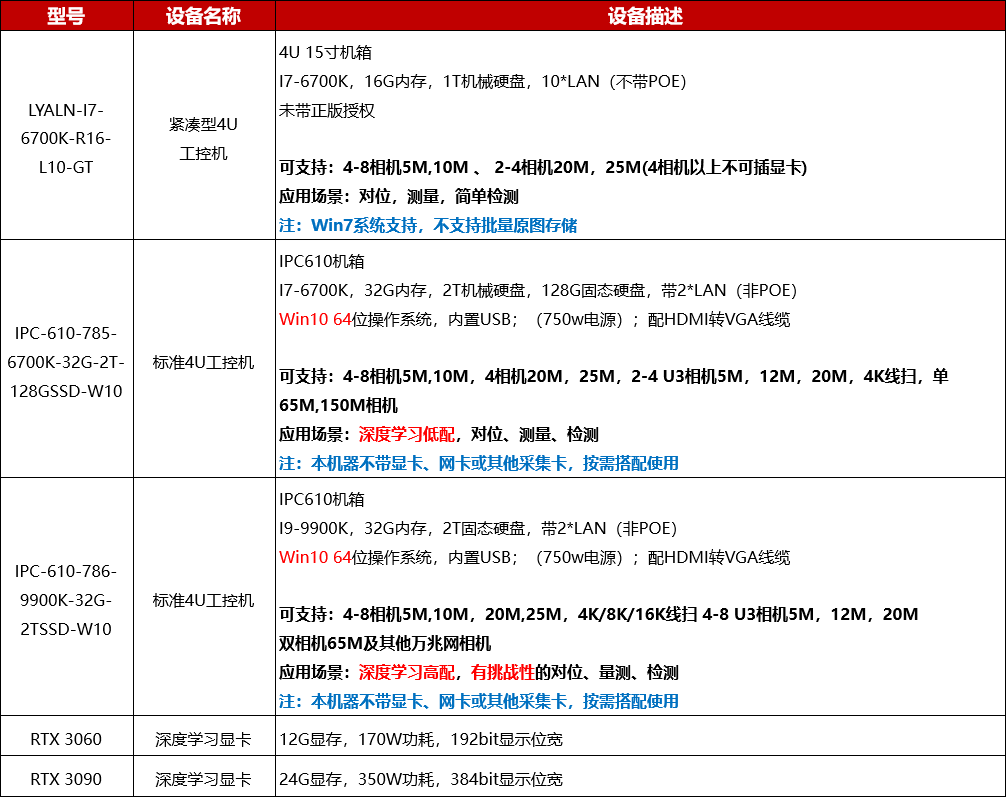 型号 设备名称 设备描述
LYALN-I7-
6700K-R16-
L10-GT
紧凑型4U
工控机
4U 15寸机箱
I7-6700K，16G内存，1T机械硬盘，10*LAN（不带POE）
未带正版授权
可支持：4-8相机5M,10M 、 2-4相机20M，25M(4相机以上不可插显卡)
应用场景：对位，测量，简单检测
注：Win7系统支持，不支持批量原图存储
IPC-610-785-
6700K-32G-2T-
128GSSD-W10
标准4U工控机
IPC610机箱
I7-6700K，32G内存，2T机械硬盘，128G固态硬盘，带2*LAN（非POE）
Win10 64位操作系统，内置USB；（750w电源）；配HDMI转VGA线缆
可支持：4-8相机5M,10M，4相机20M，25M，2-4 U3相机5M，12M，20M，4K线扫，单
65M,150M相机
应用场景：深度学习低配，对位、测量、检测
注：本机器不带显卡、网卡或其他采集卡，按需搭配使用
IPC-610-786-
9900K-32G-
2TSSD-W10
标准4U工控机
IPC610机箱
I9-9900K，32G内存，2T固态硬盘，带2*LAN（非POE）
Win10 64位操作系统，内置USB；（750w电源）；配HDMI转VGA线缆
可支持：4-8相机5M,10M，20M,25M，4K/8K/16K线扫 4-8 U3相机5M，12M，20M
双相机65M及其他万兆网相机
应用场景：深度学习高配，有挑战性的对位、量测、检测
注：本机器不带显卡、网卡或其他采集卡，按需搭配使用
RTX 3060 深度学习显卡 12G显存，170W功耗，192bit显示位宽
RTX 3090 深度学习显卡 24G显存，350W功耗，384bit显示位宽